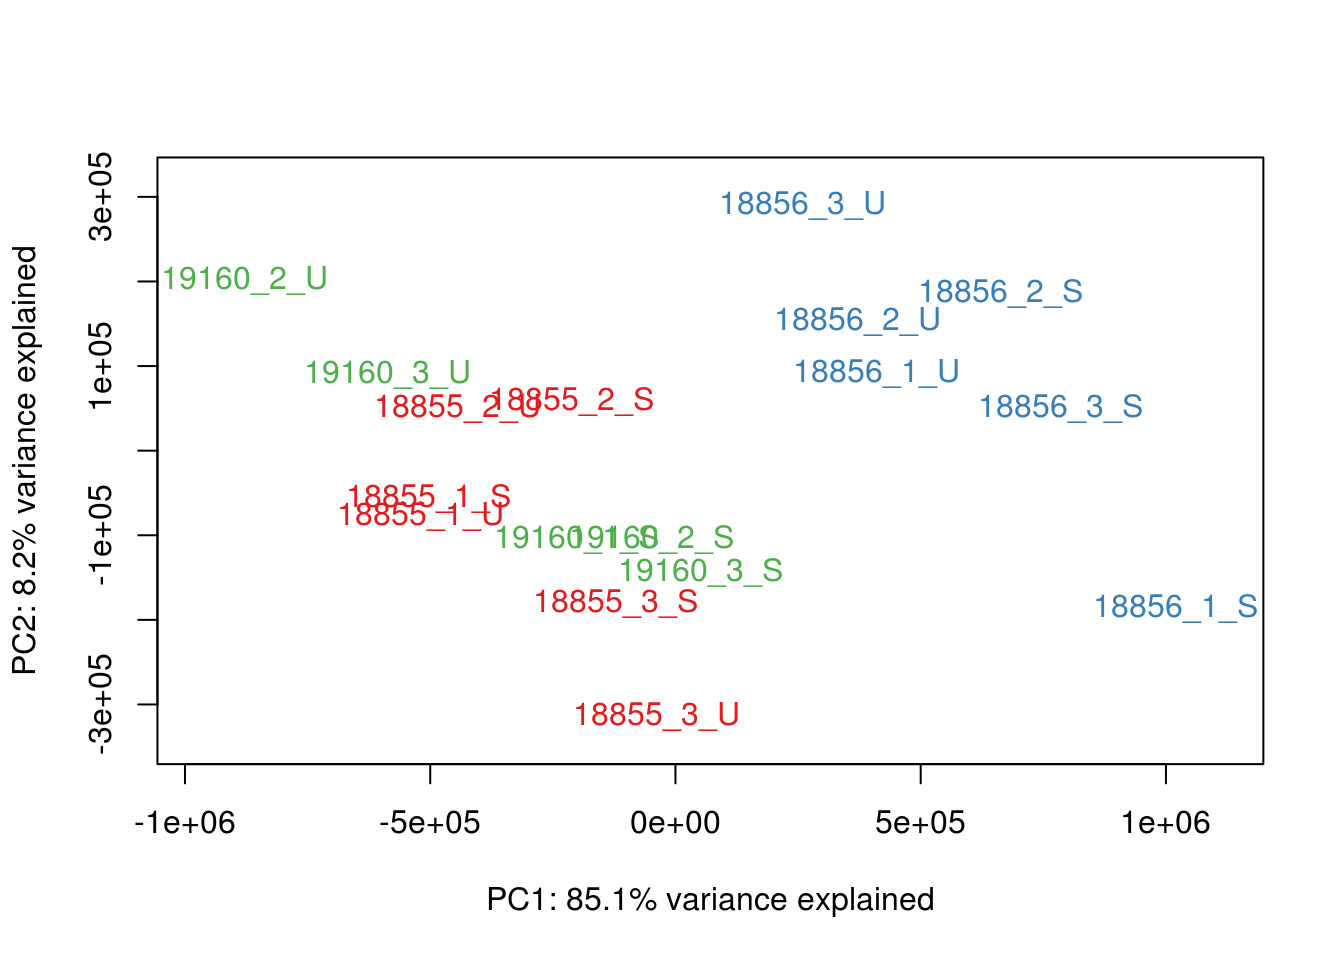 18856_3_U
19160_2_U
18856_2_S
18856_2_U
19160_3_U
18856_1_U
18855_2_U
18855_2_S
18856_3_S
18855_1_S
18855_1_U
19160_1_S
19160_2_S
19160_3_S
18855_3_S
18856_1_S
18855_3_U
3e+05
1e+05
-1e+05
-3e+05
PC2: 8.2% variance explained
-1e+06
-5e+05
0e+00
5e+05
1e+06
PC1: 85.1% variance explained